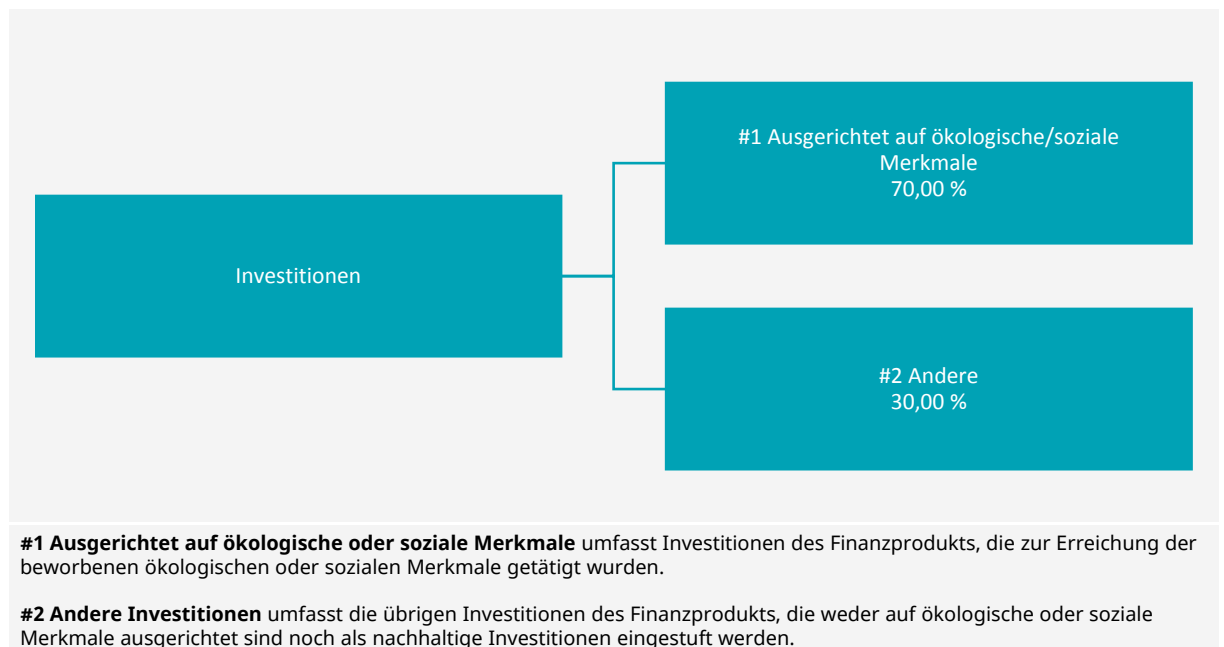 #1 Ausgerichtet auf ökologische/soziale
Merkmale
70,00 %
Investitionen
#2 Andere
30,00 %
#1 Ausgerichtet auf ökologische oder soziale Merkmale umfasst Investitionen des Finanzprodukts, die zur Erreichung der
beworbenen ökologischen oder sozialen Merkmale getätigt wurden.
#2 Andere Investitionen umfasst die übrigen Investitionen des Finanzprodukts, die weder auf ökologische oder soziale
Merkmale ausgerichtet sind noch als nachhaltige Investitionen eingestuft werden.